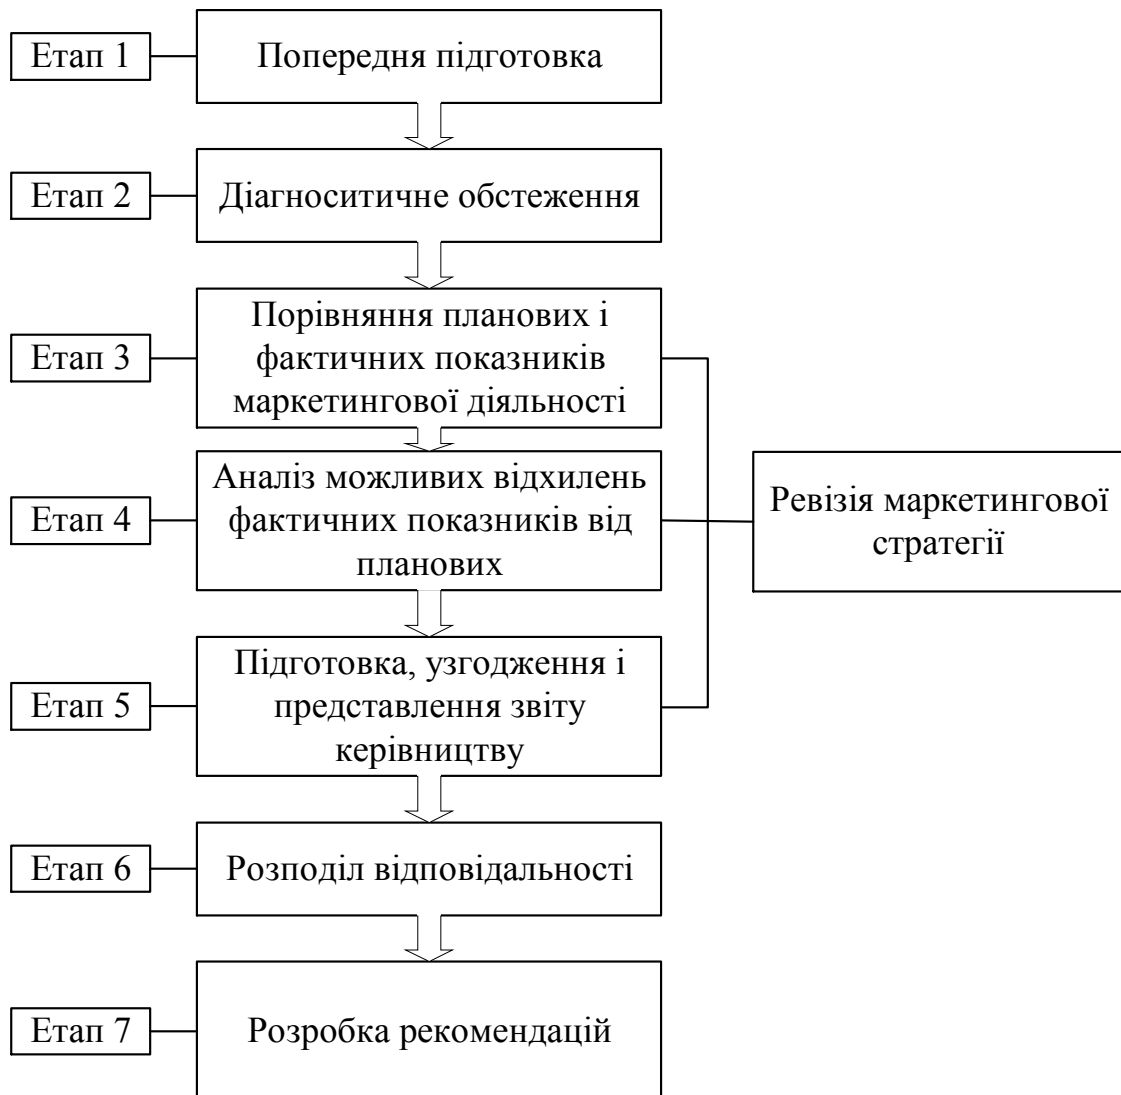 Етап 1
Попередня підготовка
Етап 2
Діагноситичне обстеження
Етап 3
Порівняння планових і
фактичних показників
маркетингової діяльності
Етап 4
Аналіз можливих відхилень
фактичних показників від
планових
Ревізія маркетингової
стратегії
Етап 5
Підготовка, узгодження і
представлення звіту
керівництву
Етап 6
Розподіл відповідальності
Етап 7
Розробка рекомендацій